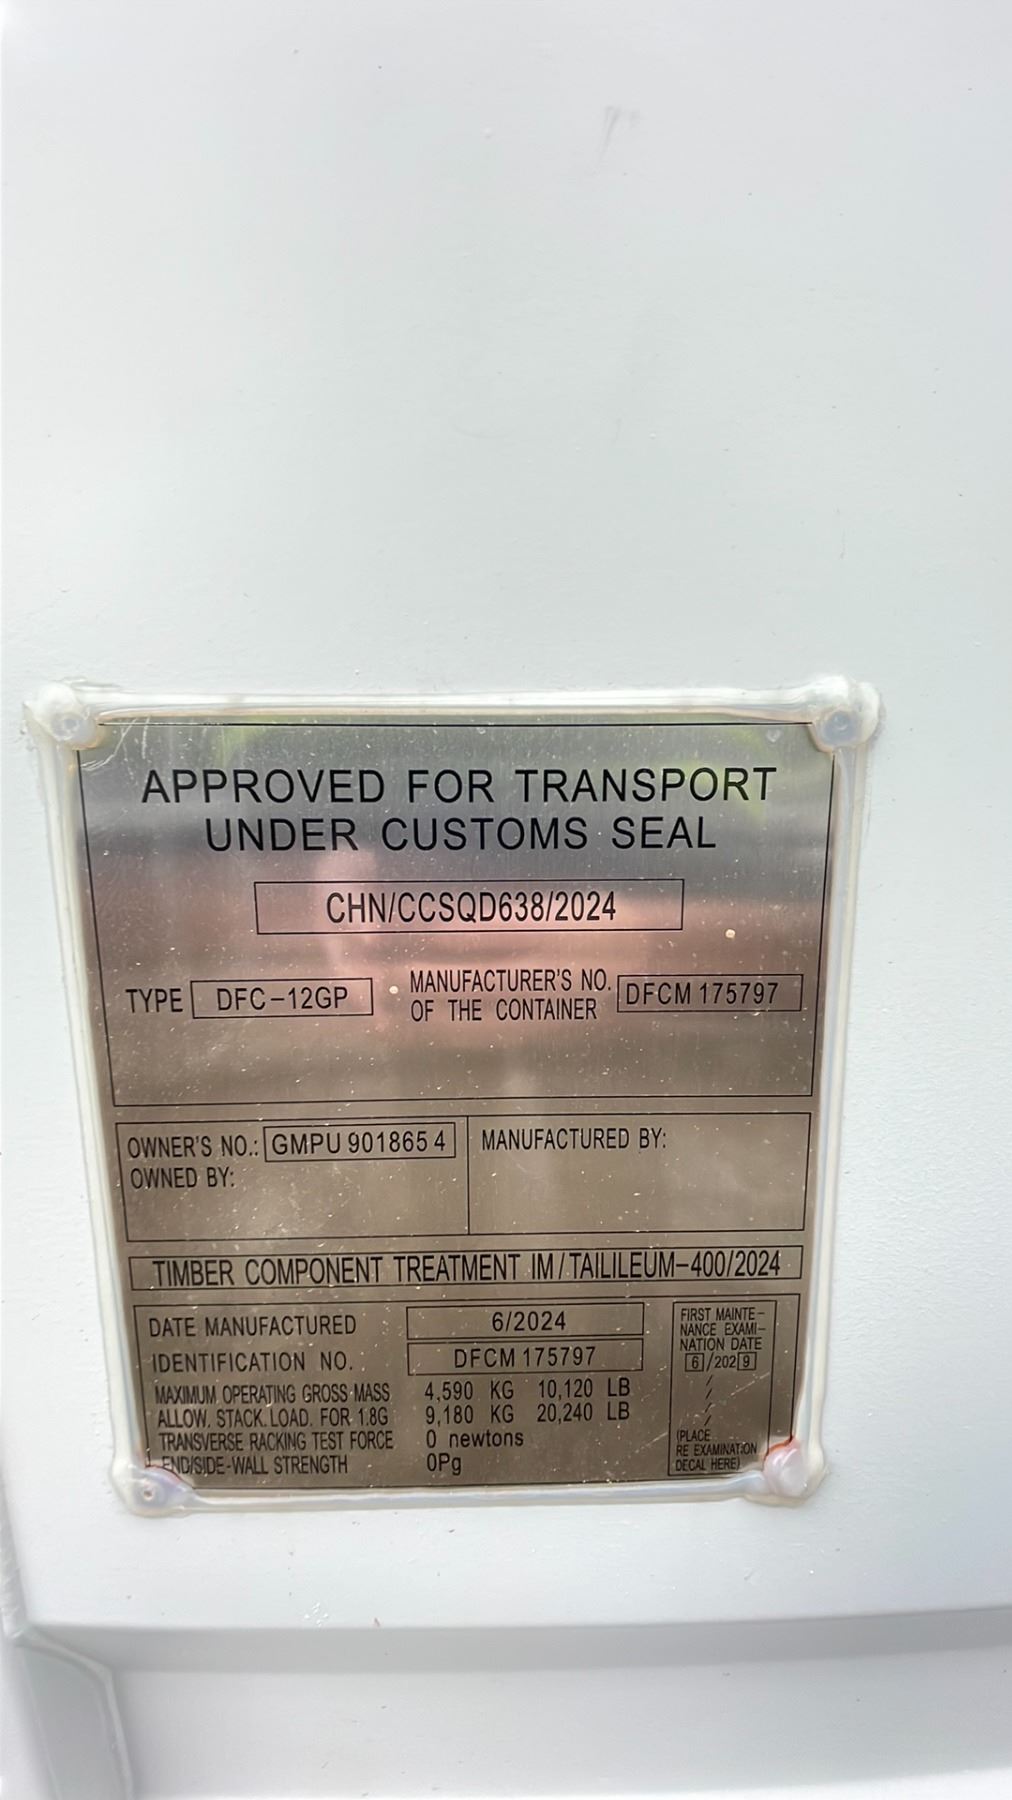 APPROVED FOR TRANSPORT
UNDER CUSTOMS SEAL
CHN/CCSQD638/2024
TYPE DFC-12GP
MANUFACTURER'S NO.
OF THE CONTAINER
DFCM 175797
OWNER'S NO.: GMPU 901865 4
OWNED BY:
MANUFACTURED BY:
TIMBER COMPONENT TREATMENT IM/TAILILEUM-400/2024
DATE MANUFACTURED 6/2024
IDENTIFICATION NO. DFCM 175797
MAXIMUM OPERATING GROSS MASS 4,590 KG 10,120 LB
ALLOW. STACK. LOAD. FOR 1.8G 9,180 KG 20,240 LB
TRANSVERSE RACKING TEST FORCE 0 newtons
END/SIDE-WALL STRENGTH 0Pg
FIRST MAINTE-
NANCE EXAMI-
NATION DATE
6/2029
/
/
/
/
(PLACE
RE EXAMINATION
DECAL HERE)